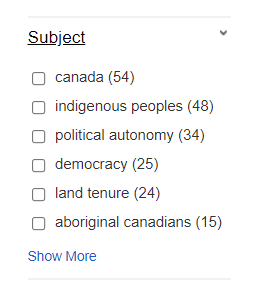 Subject
canada (54)
indigenous peoples (48)
political autonomy (34)
democracy (25)
land tenure (24)
aboriginal canadians (15)
Show More